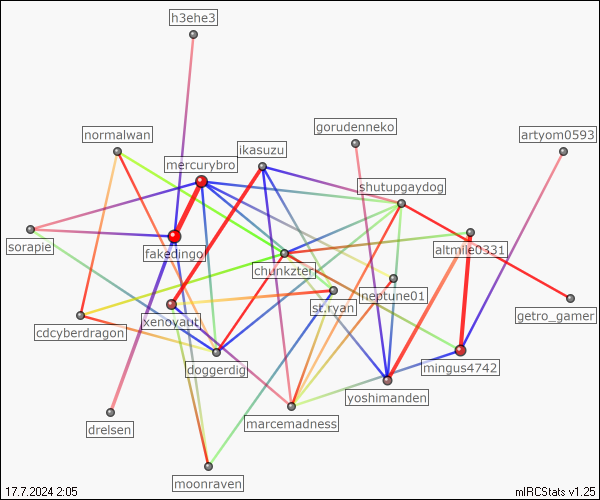 h3ehe3
normalwan
ikasuzu
gorudenneko
artyom0593
mercurybro
shutupgaydog
sorapie
fakedingo
altmile0331
chunkzter
cdcyberdragon
xenoyaut
st.ryan
neptune01
getro_gamer
doggerdig
mingus4742
drelsen
marcemadness
yoshimanden
moonraven
17.7.2024 2:05
mIRCStats v1.25